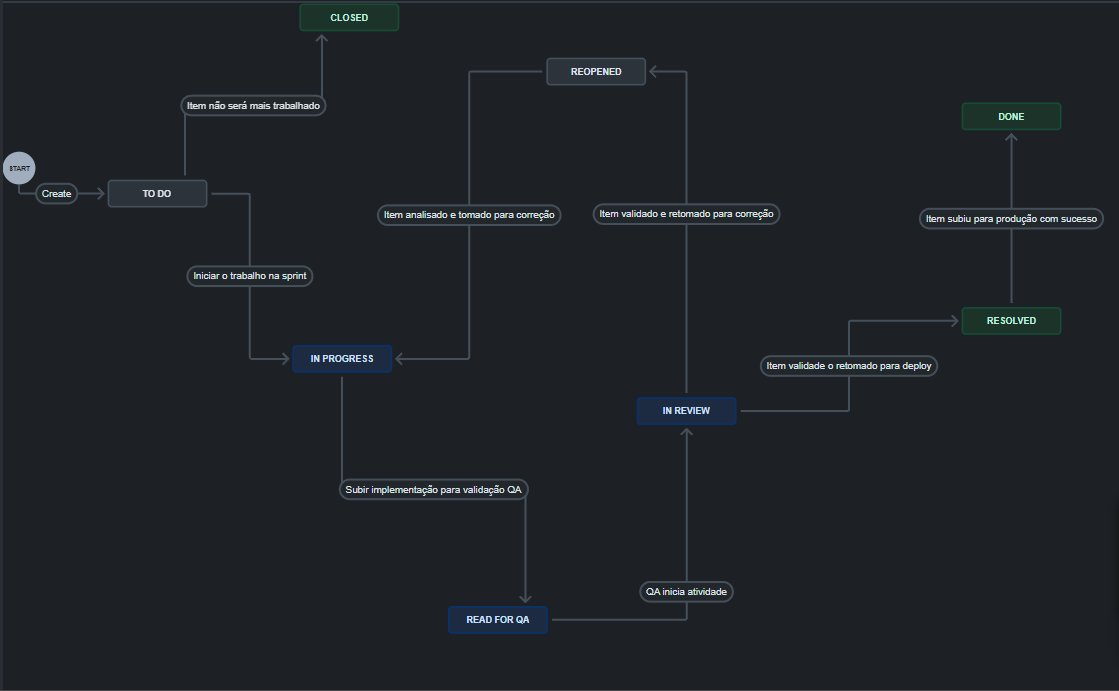 CLOSED
REOPENED
Item não será mais trabalhado
DONE
START
Create
TO DO
Item analisado e tomado para correção
Item validado e retomado para correção
Item subiu para produção com sucesso
Iniciar o trabalho na sprint
RESOLVED
IN PROGRESS
Item validade o retomado para deploy
IN REVIEW
Subir implementação para validação QA
QA inicia atividade
READ FOR QA